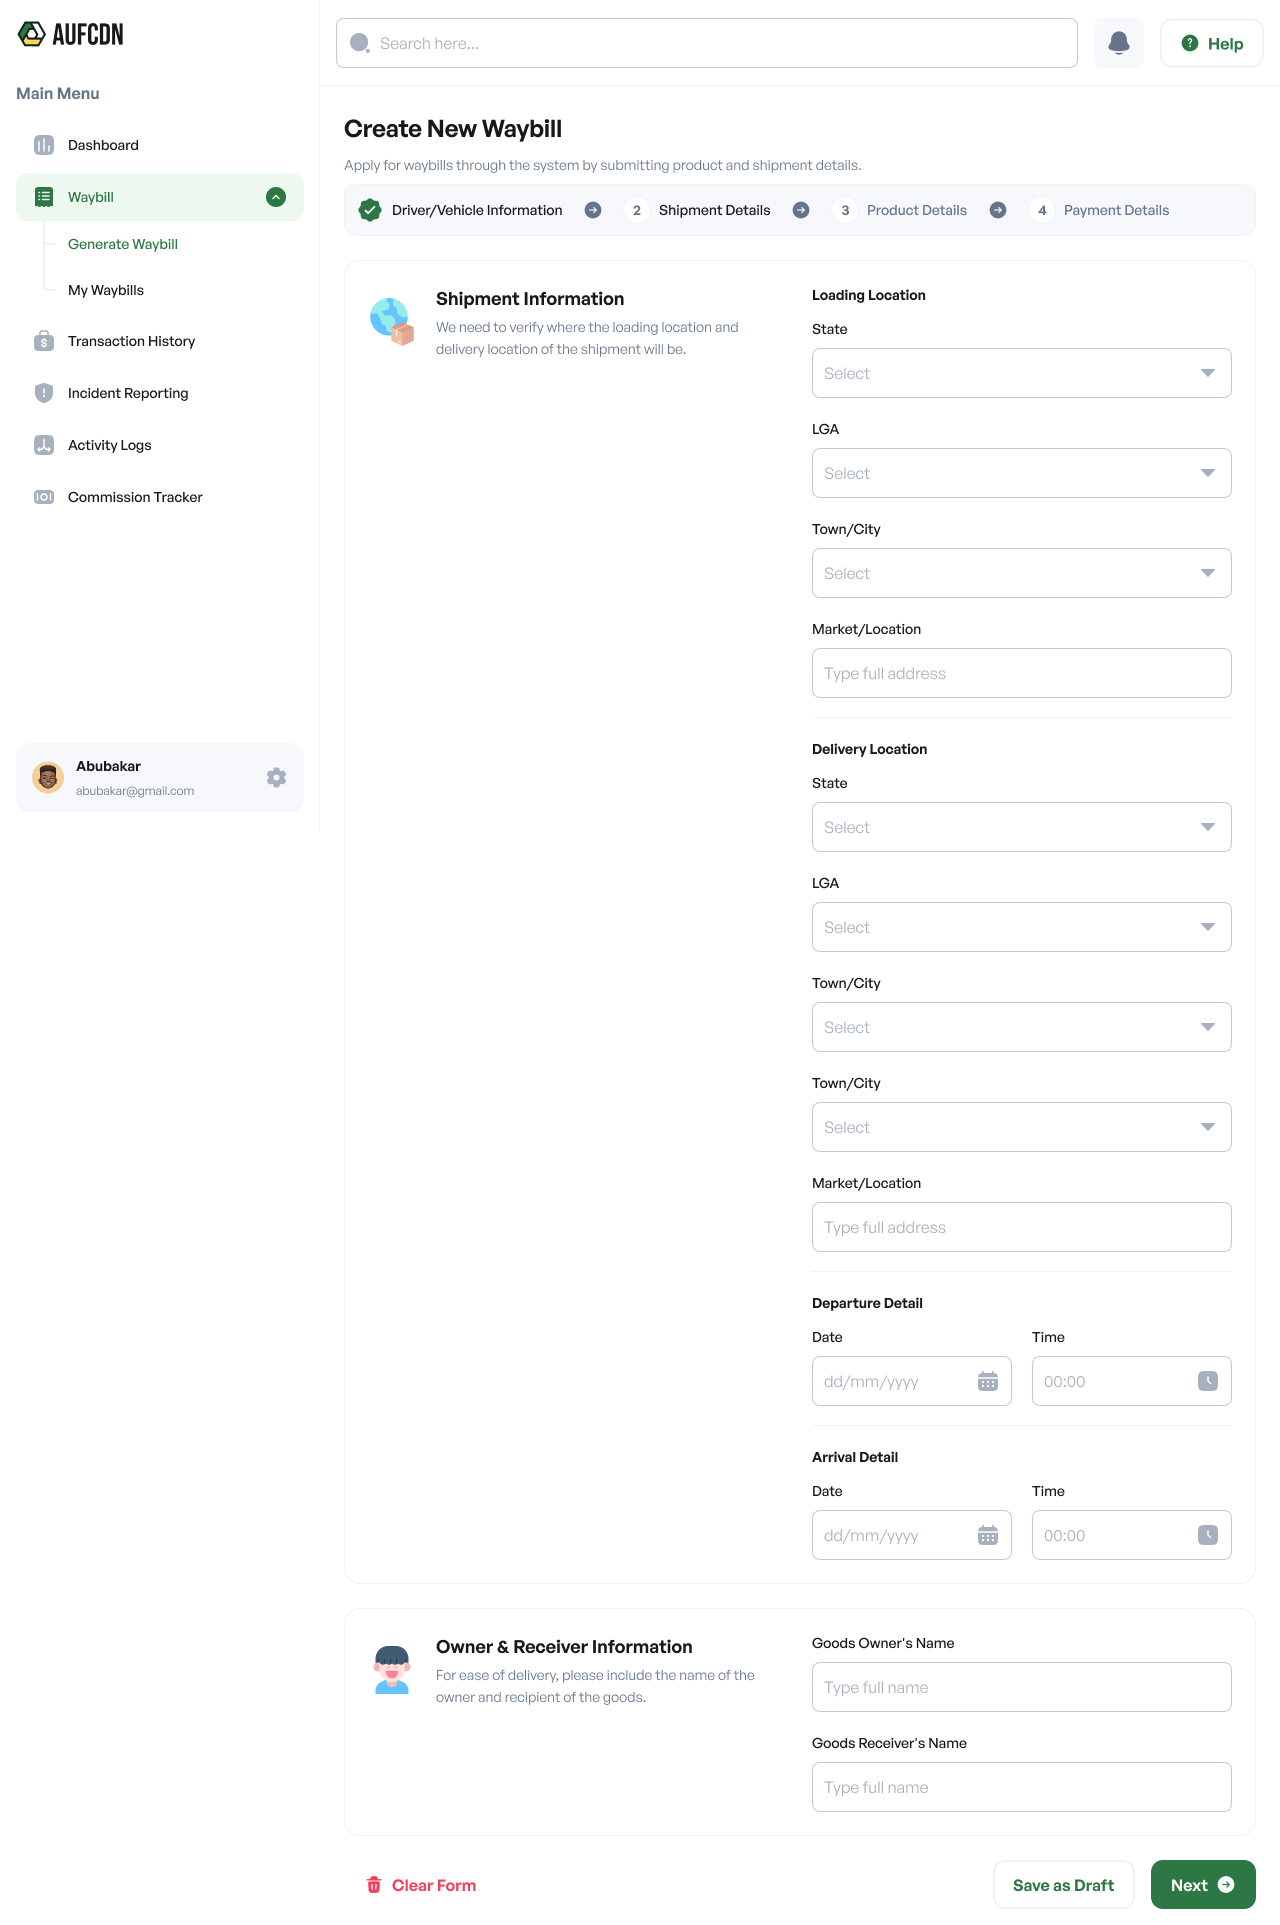 AUFCDN
Search here...
? Help
Main Menu
Dashboard
Waybill
Generate Waybill
My Waybills
$ Transaction History
! Incident Reporting
Activity Logs
Commission Tracker
Abubakar
abubakar@gmail.com
Create New Waybill
Apply for waybills through the system by submitting product and shipment details.
Driver/Vehicle Information
2 Shipment Details
3 Product Details
4 Payment Details
Shipment Information
We need to verify where the loading location and
delivery location of the shipment will be.
Loading Location
State
Select
LGA
Select
Town/City
Select
Market/Location
Type full address
Delivery Location
State
Select
LGA
Select
Town/City
Select
Town/City
Select
Market/Location
Type full address
Departure Detail
Date Time
dd/mm/yyyy 00:00
Arrival Detail
Date Time
dd/mm/yyyy 00:00
Owner & Receiver Information
For ease of delivery, please include the name of the
owner and recipient of the goods.
Goods Owner's Name
Type full name
Goods Receiver's Name
Type full name
Clear Form
Save as Draft
Next